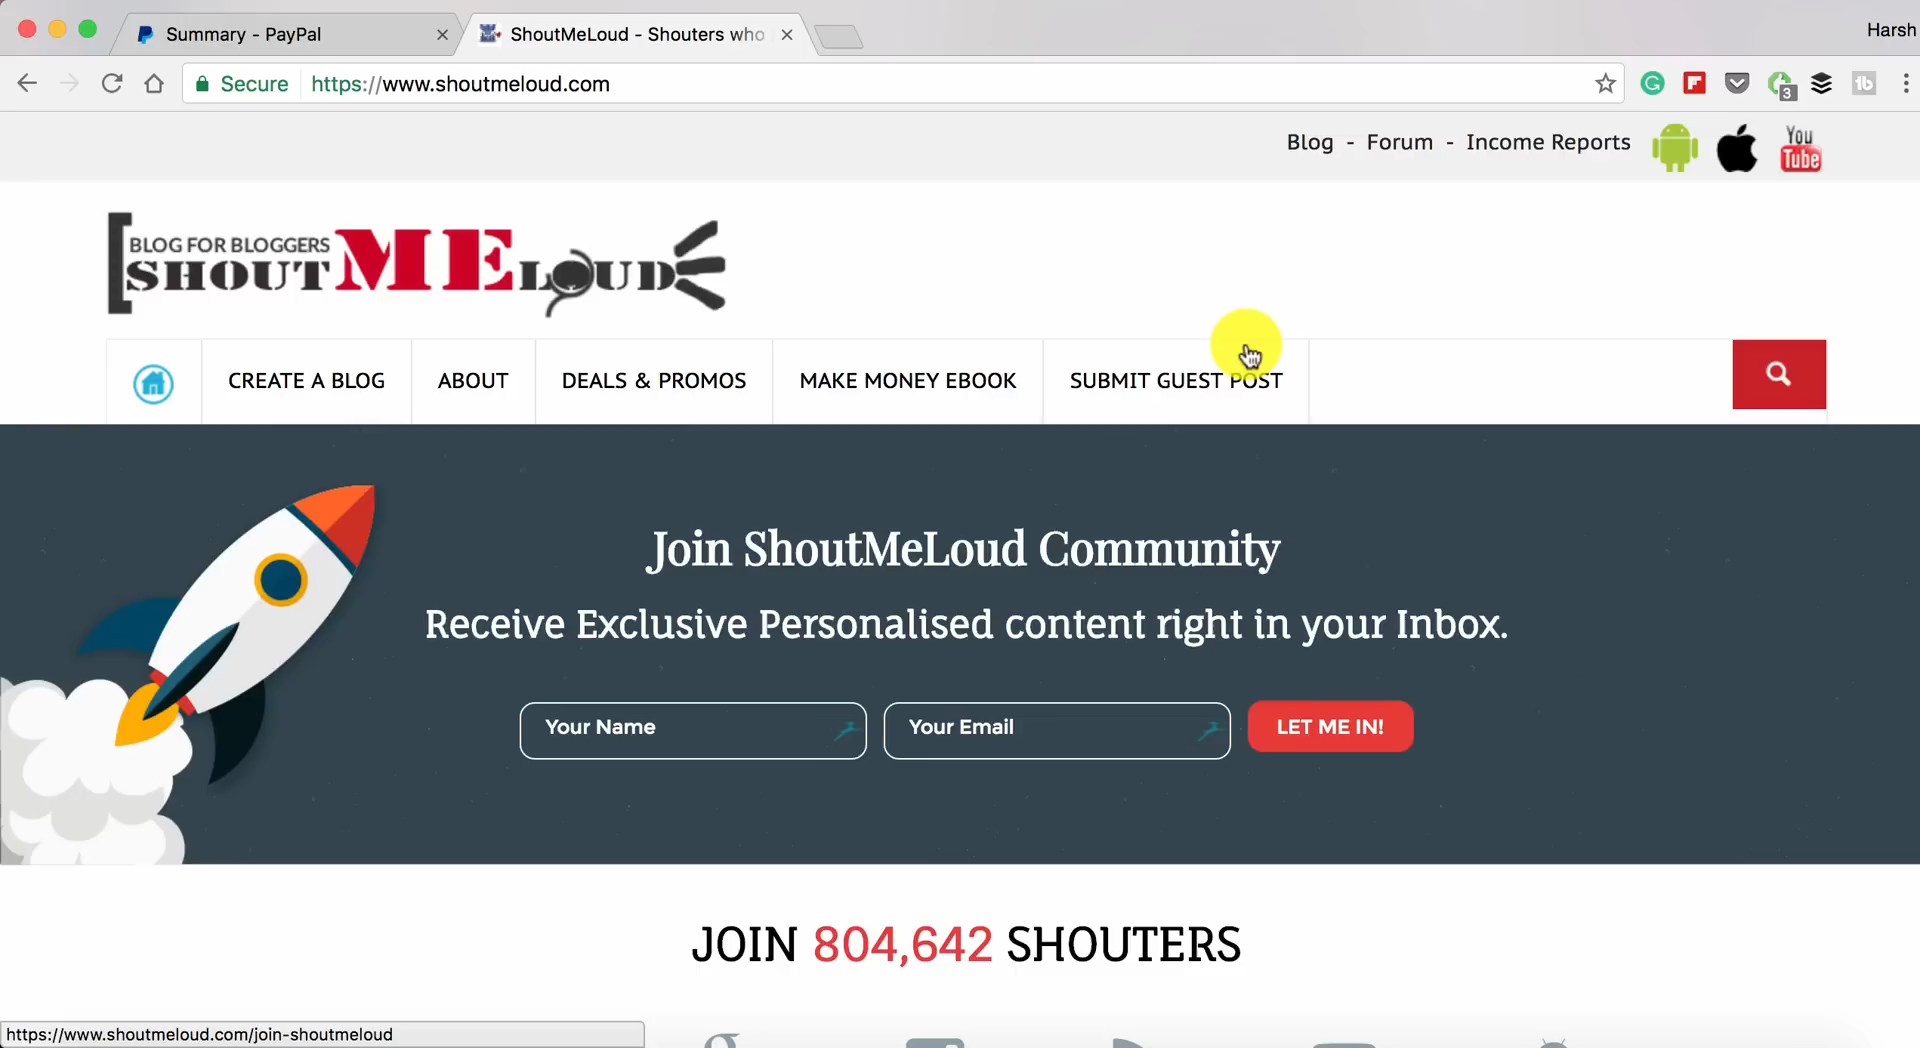 Summary - PayPal
ShoutMeLoud - Shouters who
Harsh
Secure
https://www.shoutmeloud.com
3
Blog - Forum - Income Reports
You
Tube
BLOG FOR BLOGGERS
SHOUTMELOUD
CREATE A BLOG
ABOUT
DEALS & PROMOS
MAKE MONEY EBOOK
SUBMIT GUEST POST
Join ShoutMeLoud Community
Receive Exclusive Personalised content right in your Inbox.
Your Name
Your Email
LET ME IN!
JOIN 804,642 SHOUTERS
https://www.shoutmeloud.com/join-shoutmeloud